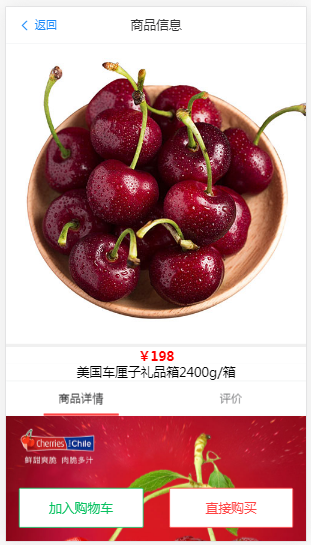 返回
商品信息
￥198
美国车厘子礼品箱2400g/箱
商品详情
评价
Cherries Chile
鲜甜爽脆 肉脆多汁
加入购物车
直接购买